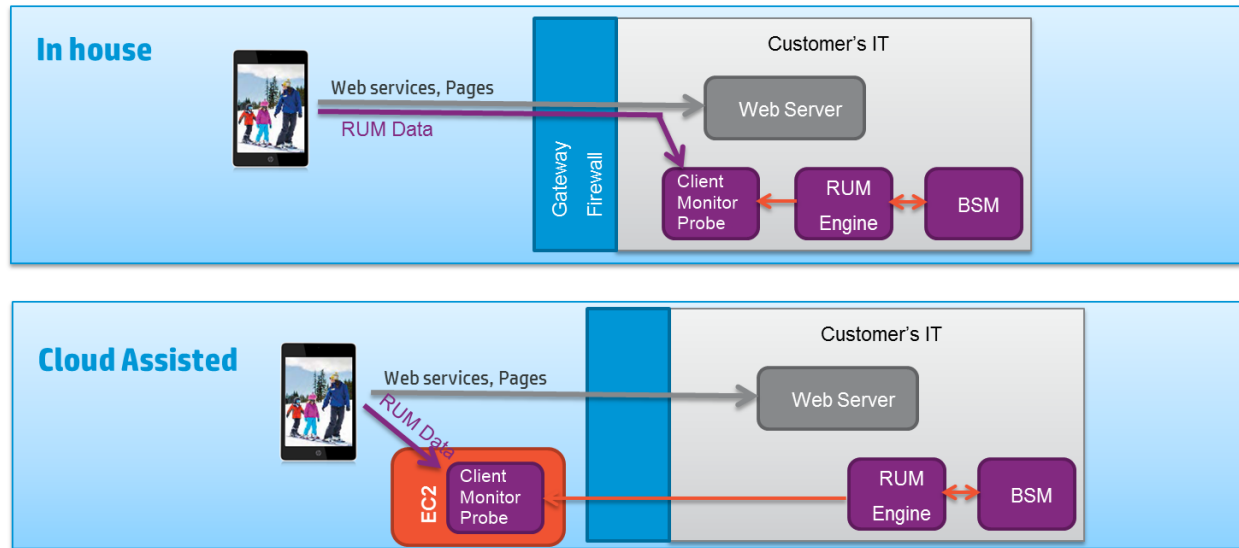 In house
Customer's IT
Web services, Pages
Web Server
RUM Data
Gateway
Firewall
Client
Monitor
Probe
RUM
Engine
BSM
Cloud Assisted
Customer's IT
Web services, Pages
Web Server
RUM Data
EC2
Client
Monitor
Probe
RUM
Engine
BSM